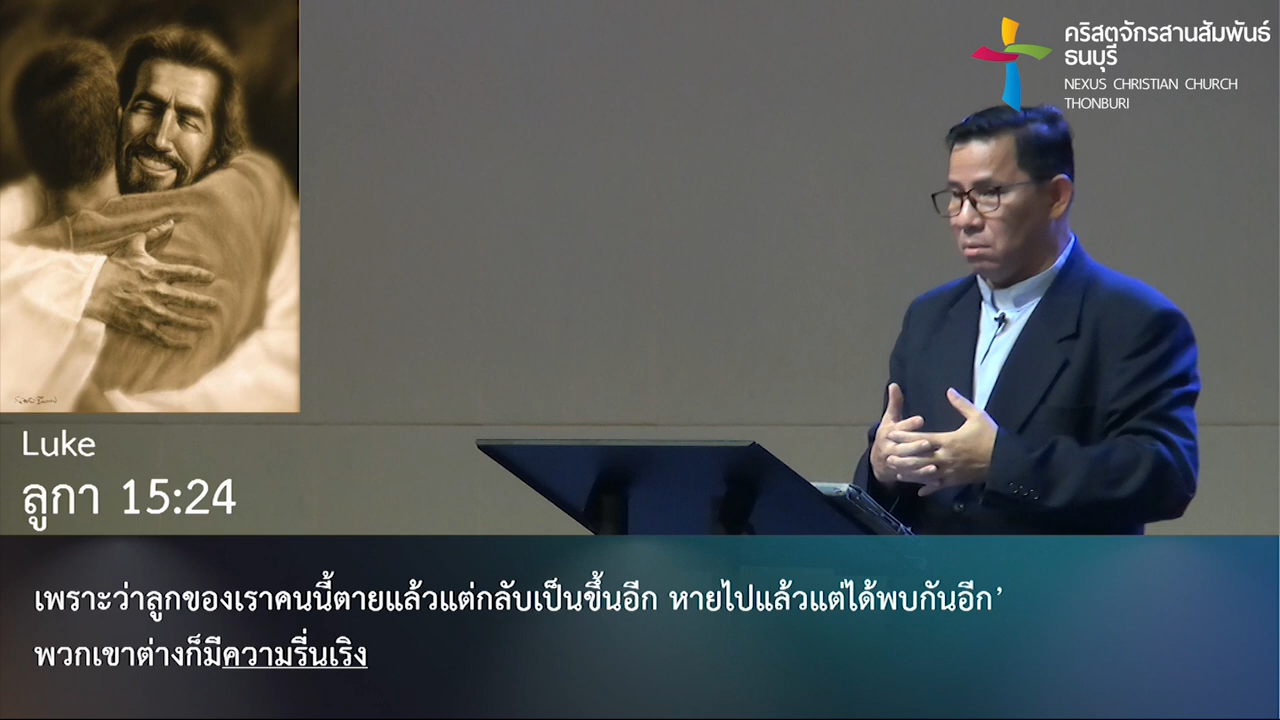 คริสตจักรสานสัมพันธ์
ธนบุรี
NEXUS CHRISTIAN CHURCH
THONBURI
Luke
ลูกา 15:24
เพราะว่าลูกของเราคนนี้ตายแล้วแต่กลับเป็นขึ้นอีก หายไปแล้วแต่ได้พบกันอีก’
พวกเขาต่างก็มีความรื่นเริง